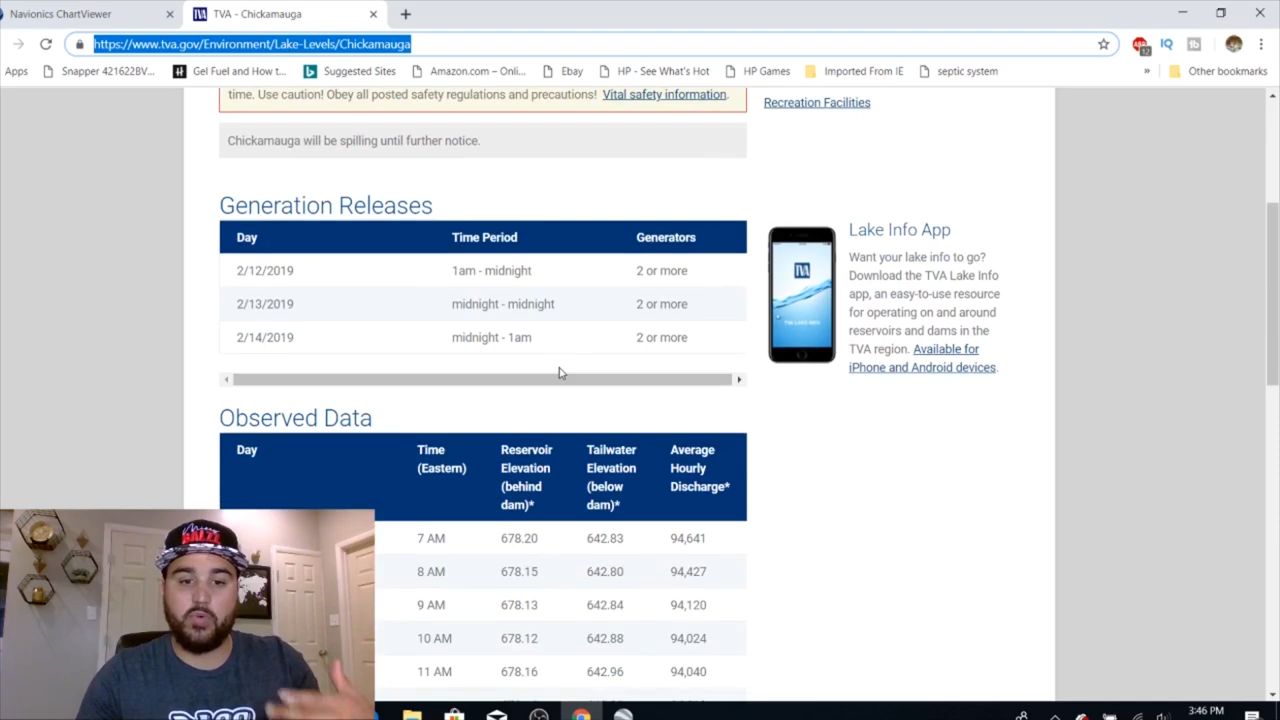 Navionics ChartViewer
TVA - Chickamauga
https://www.tva.gov/Environment/Lake-Levels/Chickamauga
Apps
Snapper 421622BV...
Gel Fuel and How t...
Suggested Sites
Amazon.com – Onli...
Ebay
HP - See What's Hot
HP Games
Imported From IE
septic system
»
Other bookmarks
time. Use caution! Obey all posted safety regulations and precautions! Vital safety information.
Recreation Facilities
Chickamauga will be spilling until further notice.
Generation Releases
Day Time Period Generators
2/12/2019 1am - midnight 2 or more
2/13/2019 midnight - midnight 2 or more
2/14/2019 midnight - 1am 2 or more
Lake Info App
Want your lake info to go?
Download the TVA Lake Info
app, an easy-to-use resource
for operating on and around
reservoirs and dams in the
TVA region. Available for
iPhone and Android devices.
TVA
Observed Data
Day Time Reservoir Tailwater Average
(Eastern) Elevation Elevation Hourly
(behind (below Discharge*
dam)* dam)*
7 AM 678.20 642.83 94,641
8 AM 678.15 642.80 94,427
9 AM 678.13 642.84 94,120
10 AM 678.12 642.88 94,024
11 AM 678.16 642.96 94,040
3:46 PM